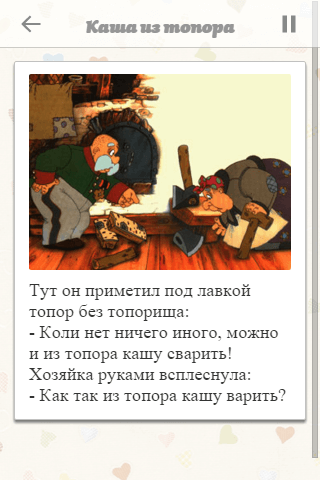 Каша из топора
Тут он приметил под лавкой
топор без топорища:
- Коли нет ничего иного, можно
и из топора кашу сварить!
Хозяйка руками всплеснула:
- Как так из топора кашу варить?